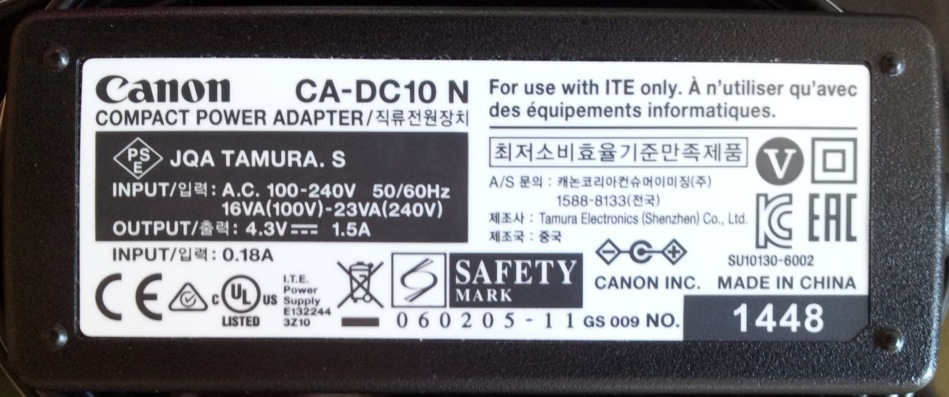 Canon CA-DC10 N
COMPACT POWER ADAPTER/직류전원장치
PSE JQA TAMURA. S
INPUT/입력: A.C. 100-240V 50/60Hz
16VA(100V)-23VA(240V)
OUTPUT/출력: 4.3V 1.5A
INPUT/입력: 0.18A
CE c UL US
LISTED
I.T.E.
Power
Supply
E132244
3Z10
S SAFETY
MARK
060205-11 GS 009 NO. 1448
For use with ITE only. À n'utiliser qu'avec
des équipements informatiques.
최저소비효율기준만족제품
V
A/S 문의 : 캐논코리아컨슈머이미징(주)
1588-8133(전국)
제조사 : Tamura Electronics (Shenzhen) Co., Ltd.
제조국 : 중국
KC EAC
SU10130-6002
- C +
CANON INC. MADE IN CHINA